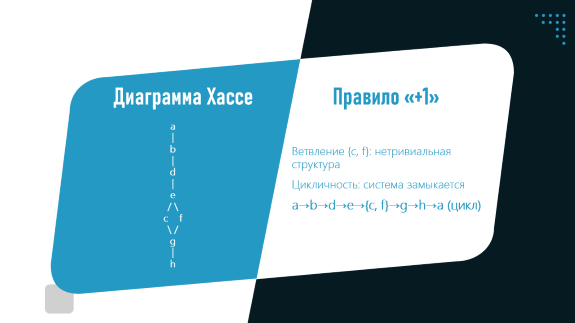 Диаграмма Хассе
a
|
b
|
d
|
e
/ \
c f
\ /
g
|
h
Правило «+1»
Ветвление {c, f}: нетривиальная
структура
Цикличность: система замыкается
a→b→d→e→{c, f}→g→h→a (цикл)